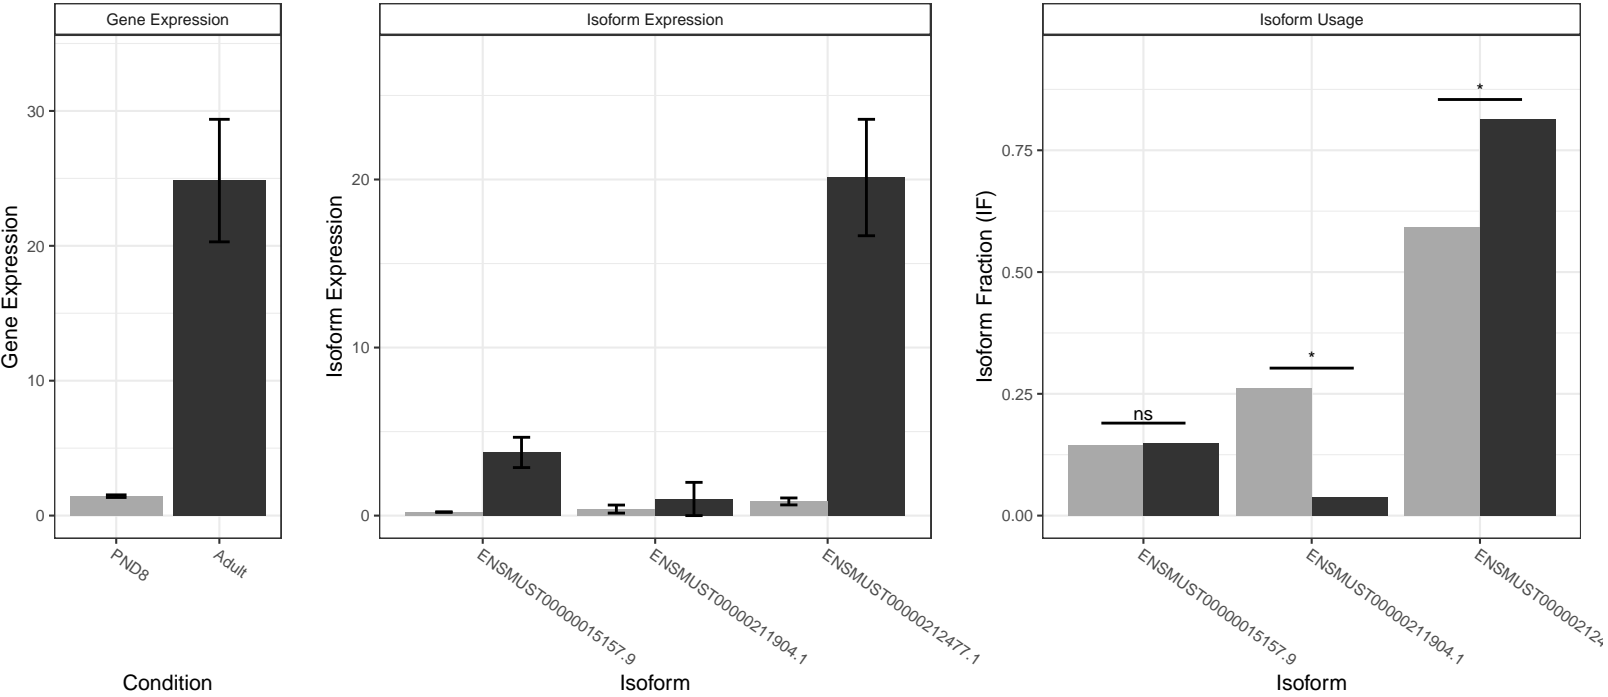 Gene Expression
Isoform Expression
Isoform Usage
Gene Expression
30
20
10
0
PND8
Adult
Condition
Isoform Expression
20
10
0
ENSMUST00000015157.9
ENSMUST00000211904.1
ENSMUST00000212477.1
Isoform
Isoform Fraction (IF)
0.75
0.50
0.25
0.00
ns
*
*
ENSMUST00000015157.9
ENSMUST00000211904.1
ENSMUST000002124
Isoform